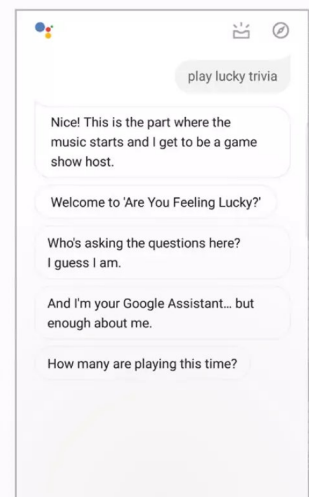 play lucky trivia
Nice! This is the part where the
music starts and I get to be a game
show host.
Welcome to 'Are You Feeling Lucky?'
Who's asking the questions here?
I guess I am.
And I'm your Google Assistant... but
enough about me.
How many are playing this time?